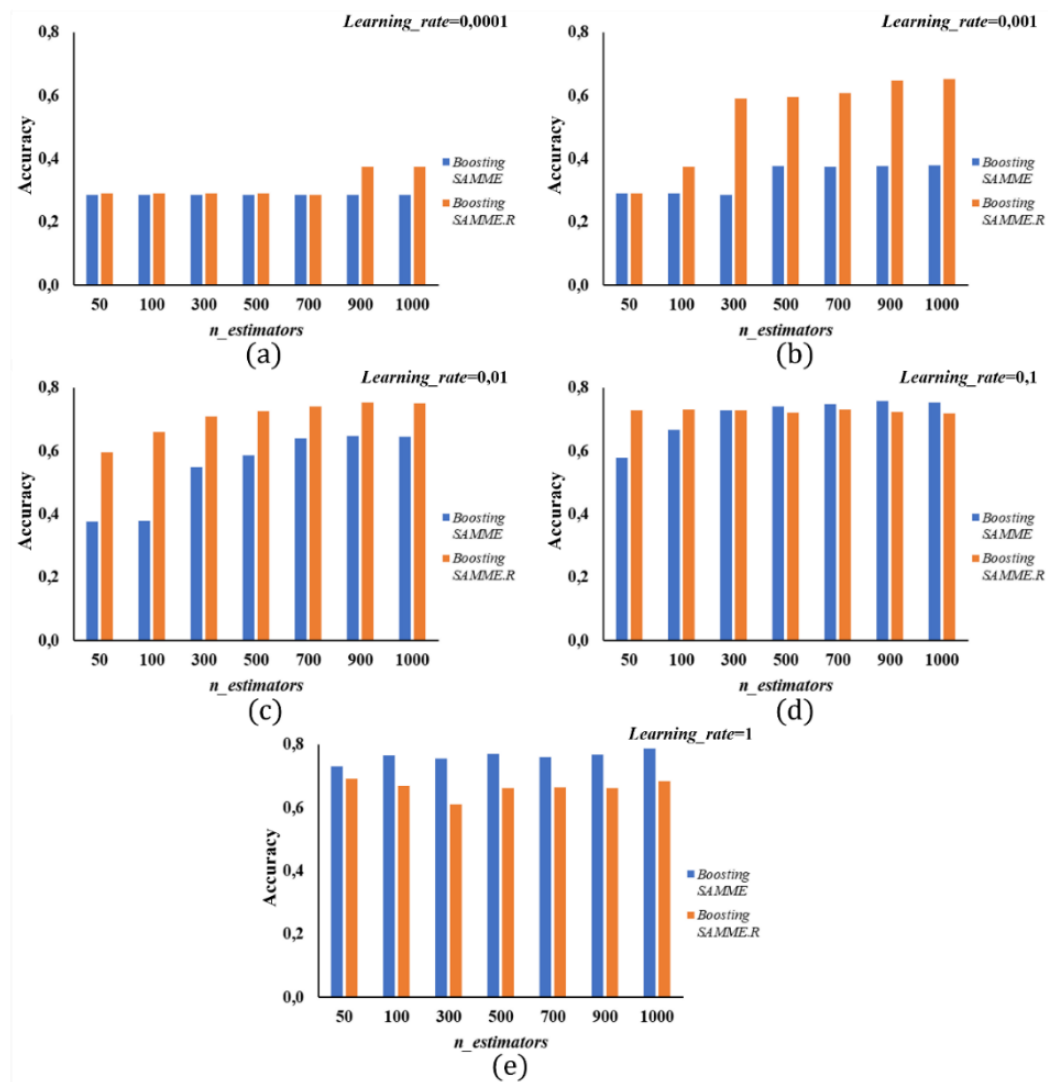 Learning_rate=0,0001
0,8
0,6
0,4
0,2
0,0
Accuracy
Boosting
SAMME
Boosting
SAMME.R
50 100 300 500 700 900 1000
n_estimators
(a)
Learning_rate=0,001
0,8
0,6
0,4
0,2
0,0
Accuracy
Boosting
SAMME
Boosting
SAMME.R
50 100 300 500 700 900 1000
n_estimators
(b)
Learning_rate=0,01
0,8
0,6
0,4
0,2
0,0
Accuracy
Boosting
SAMME
Boosting
SAMME.R
50 100 300 500 700 900 1000
n_estimators
(c)
Learning_rate=0,1
0,8
0,6
0,4
0,2
0,0
Accuracy
Boosting
SAMME
Boosting
SAMME.R
50 100 300 500 700 900 1000
n_estimators
(d)
Learning_rate=1
0,8
0,6
0,4
0,2
0,0
Accuracy
Boosting
SAMME
Boosting
SAMME.R
50 100 300 500 700 900 1000
n_estimators
(e)